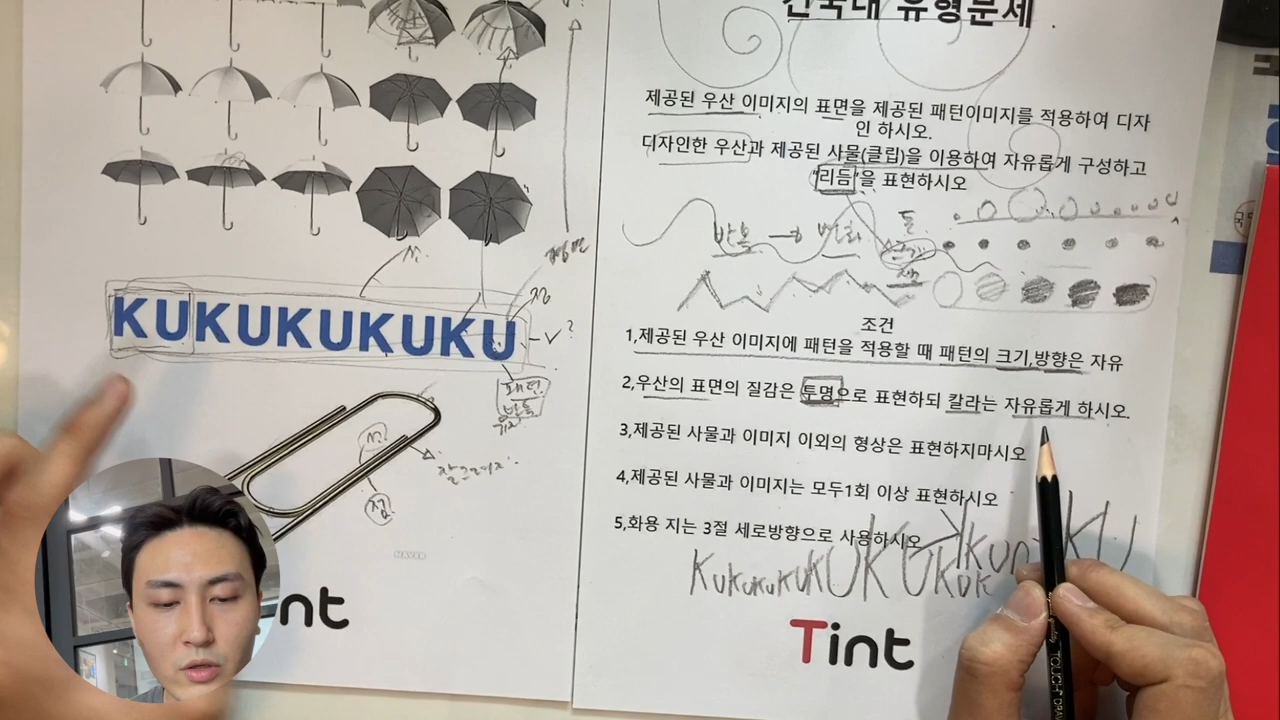 KUKUKUKUKU
패턴
NAVER
int
건국대 유형문제
제공된 우산 이미지의 표면을 제공된 패턴이미지를 적용하여 디자
인 하시오.
디자인한 우산과 제공된 사물(클립)을 이용하여 자유롭게 구성하고
"리듬"을 표현하시오
반복 → 변화
조건
1,제공된 우산 이미지에 패턴을 적용할 때 패턴의 크기,방향은 자유
2,우산의 표면의 질감은 투명으로 표현하되 칼라는 자유롭게 하시오.
3,제공된 사물과 이미지 이외의 형상은 표현하지마시오
4,제공된 사물과 이미지는 모두1회 이상 표현하시오
5,화용 지는 3절 세로방향으로 사용하시오
Tint